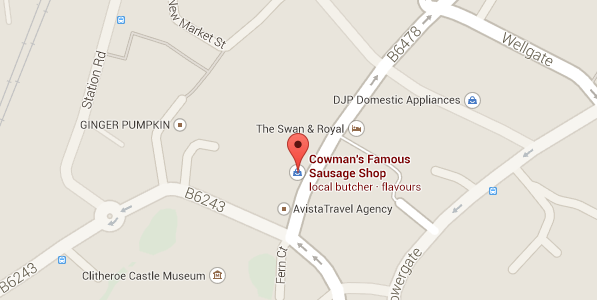 New Market St
B6478
Wellgate
Station Rd
DJP Domestic Appliances
GINGER PUMPKIN
The Swan & Royal
Cowman's Famous
Sausage Shop
local butcher · flavours
B6243
AvistaTravel Agency
Fern Ct
Clitheroe Castle Museum
B6243
owergate